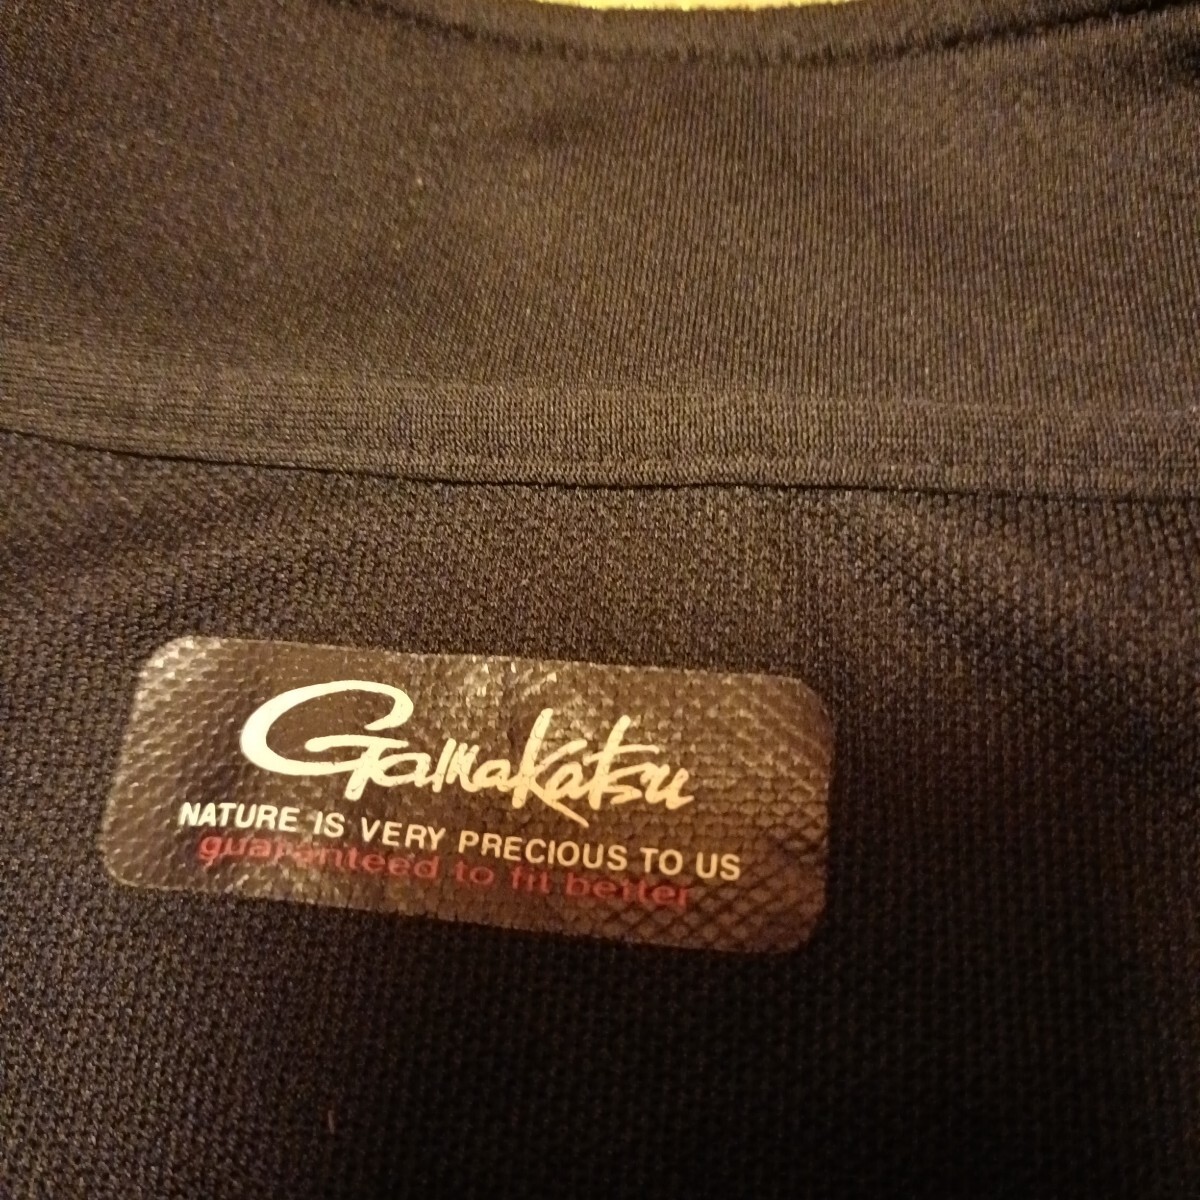 Gamakatsu
NATURE IS VERY PRECIOUS TO US
guaranteed to fit better